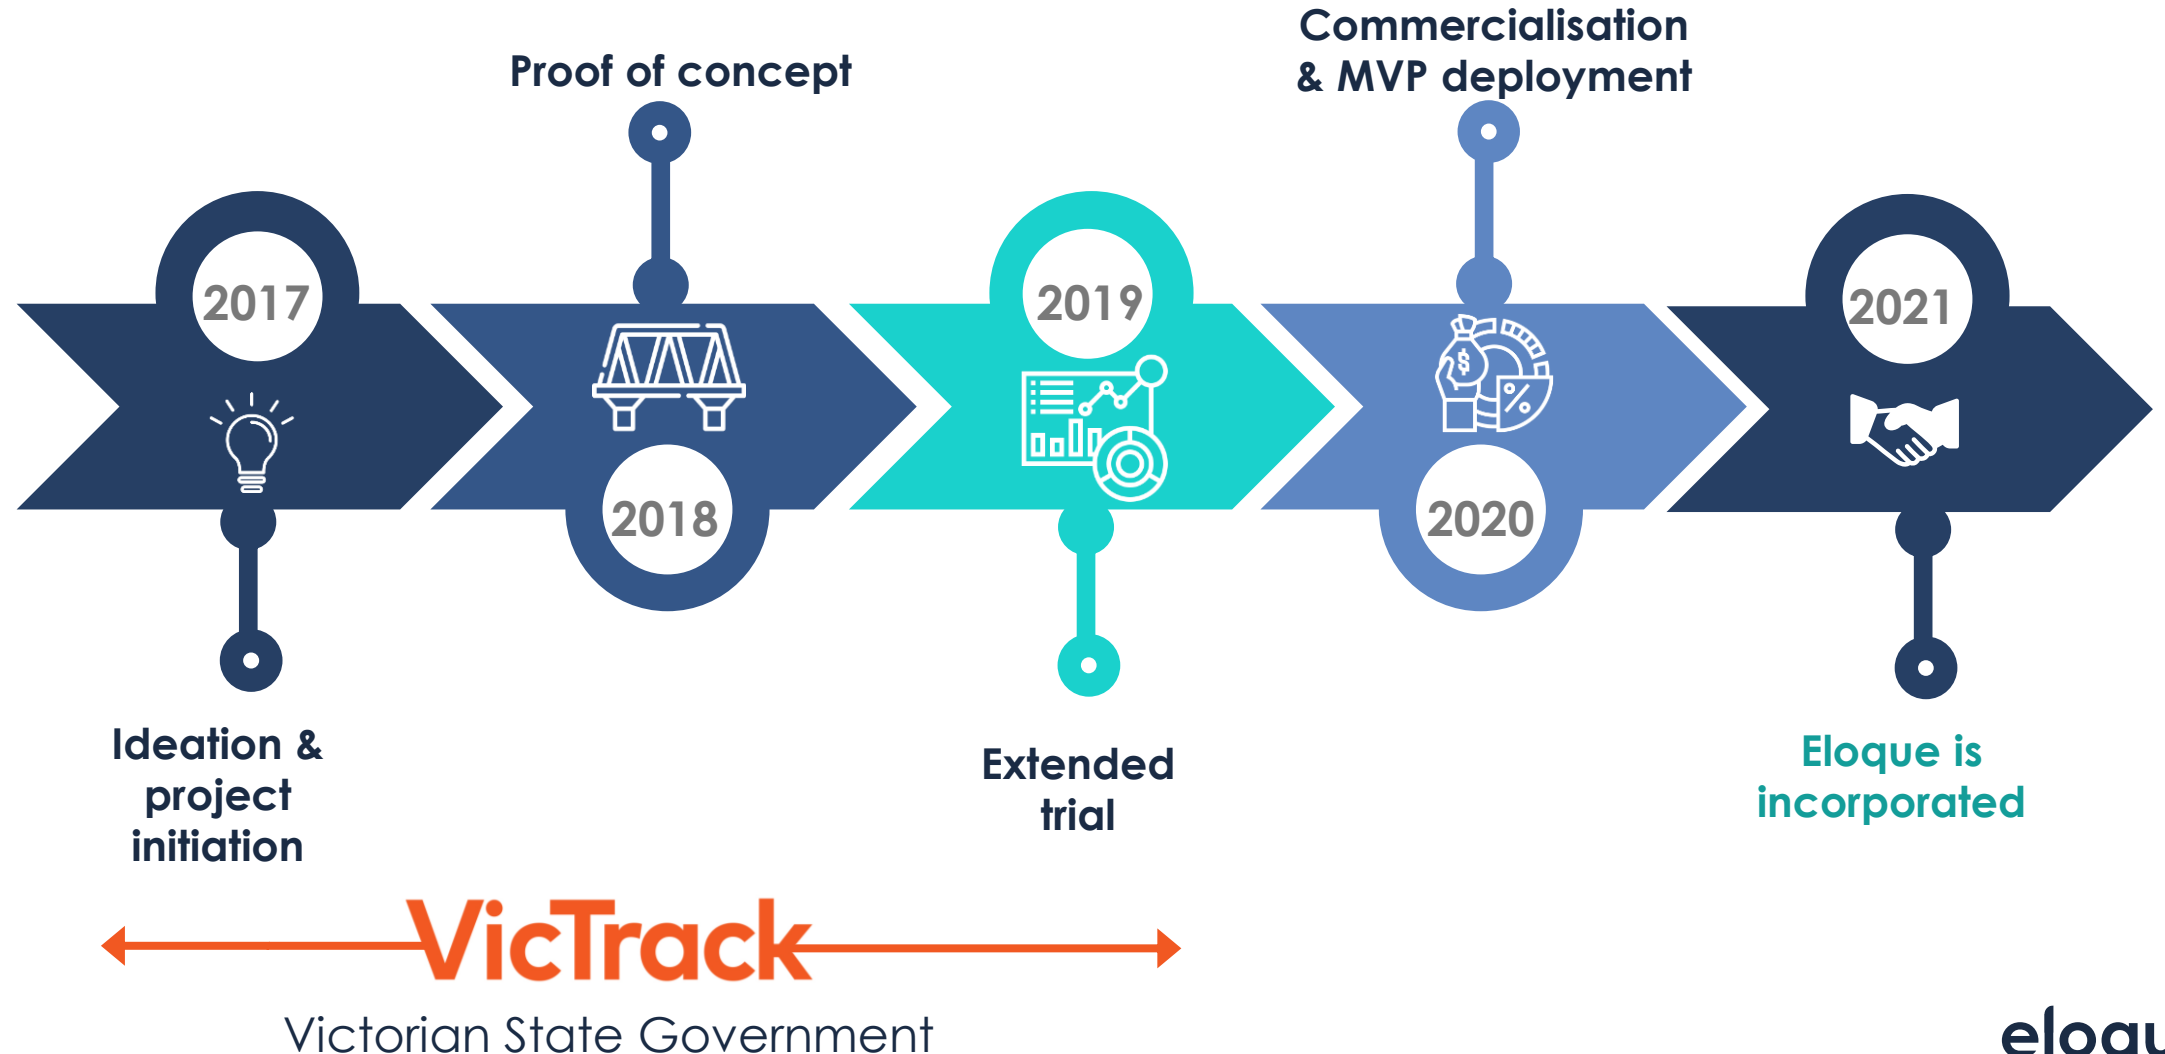 Commercialisation
& MVP deployment
Proof of concept
2017
2019
2021
2018
2020
Ideation &
project
initiation
Extended
trial
Eloque is
incorporated
VicTrack
Victorian State Government
eloqu